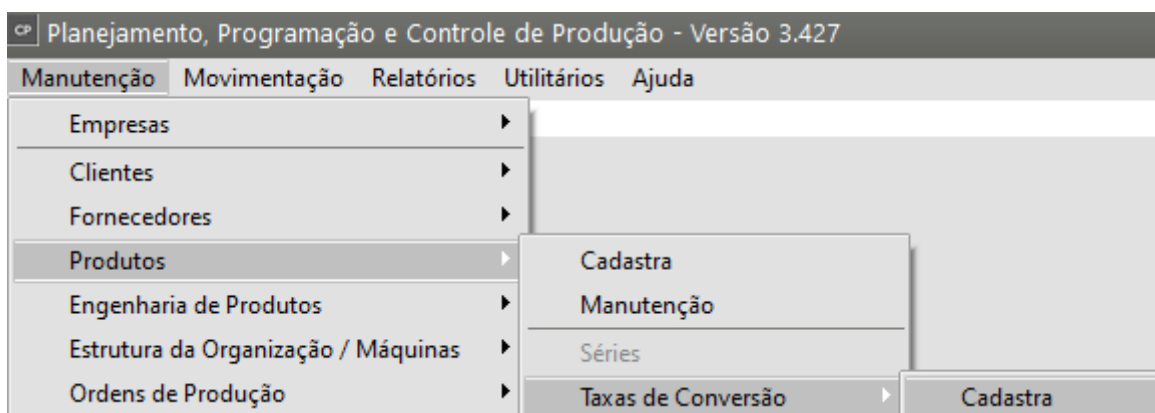 CP Planejamento, Programação e Controle de Produção - Versão 3.427
Manutenção Movimentação Relatórios Utilitários Ajuda
Empresas
Clientes
Fornecedores
Produtos
Cadastra
Engenharia de Produtos
Manutenção
Estrutura da Organização / Máquinas
Séries
Ordens de Produção
Taxas de Conversão
Cadastra